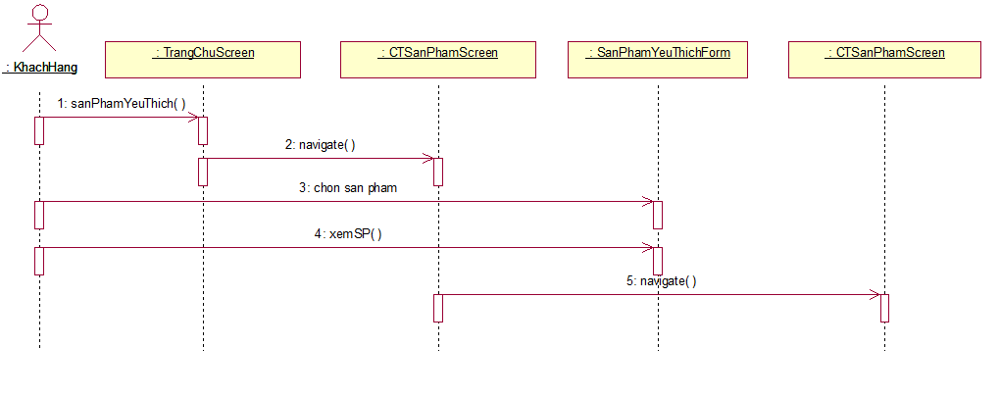 : KhachHang
: TrangChuScreen
: CTSanPhamScreen
: SanPhamYeuThichForm
: CTSanPhamScreen
1: sanPhamYeuThich( )
2: navigate( )
3: chon san pham
4: xemSP( )
5: navigate( )